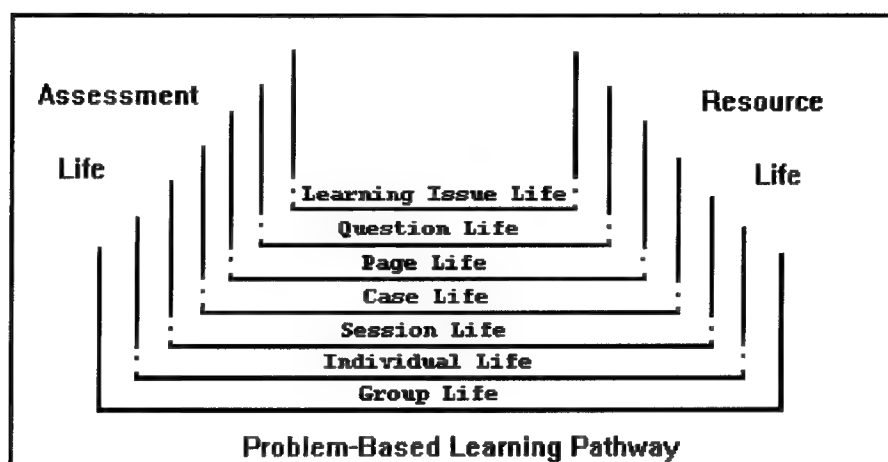 Assessment
Resource
Life
Life
Learning Issue Life
Question Life
Page Life
Case Life
Session Life
Individual Life
Group Life
Problem-Based Learning Pathway